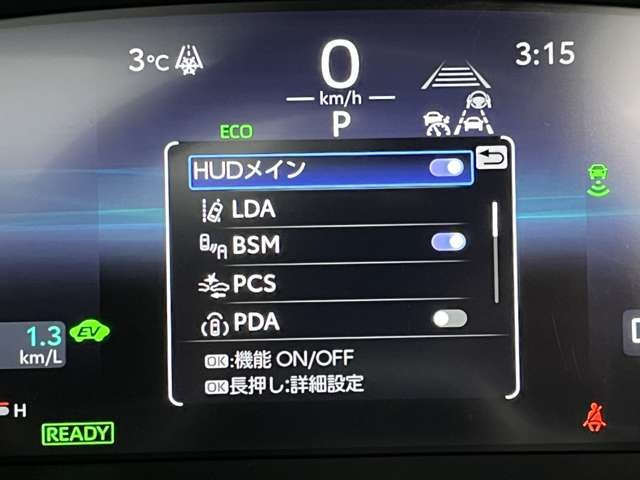 3°C
0
3:15
km/h
P
ECO
HUDメイン
LDA
BSM
PCS
PDA
OK:機能 ON/OFF
OK長押し:詳細設定
1.3
km/L
EV
H
READY